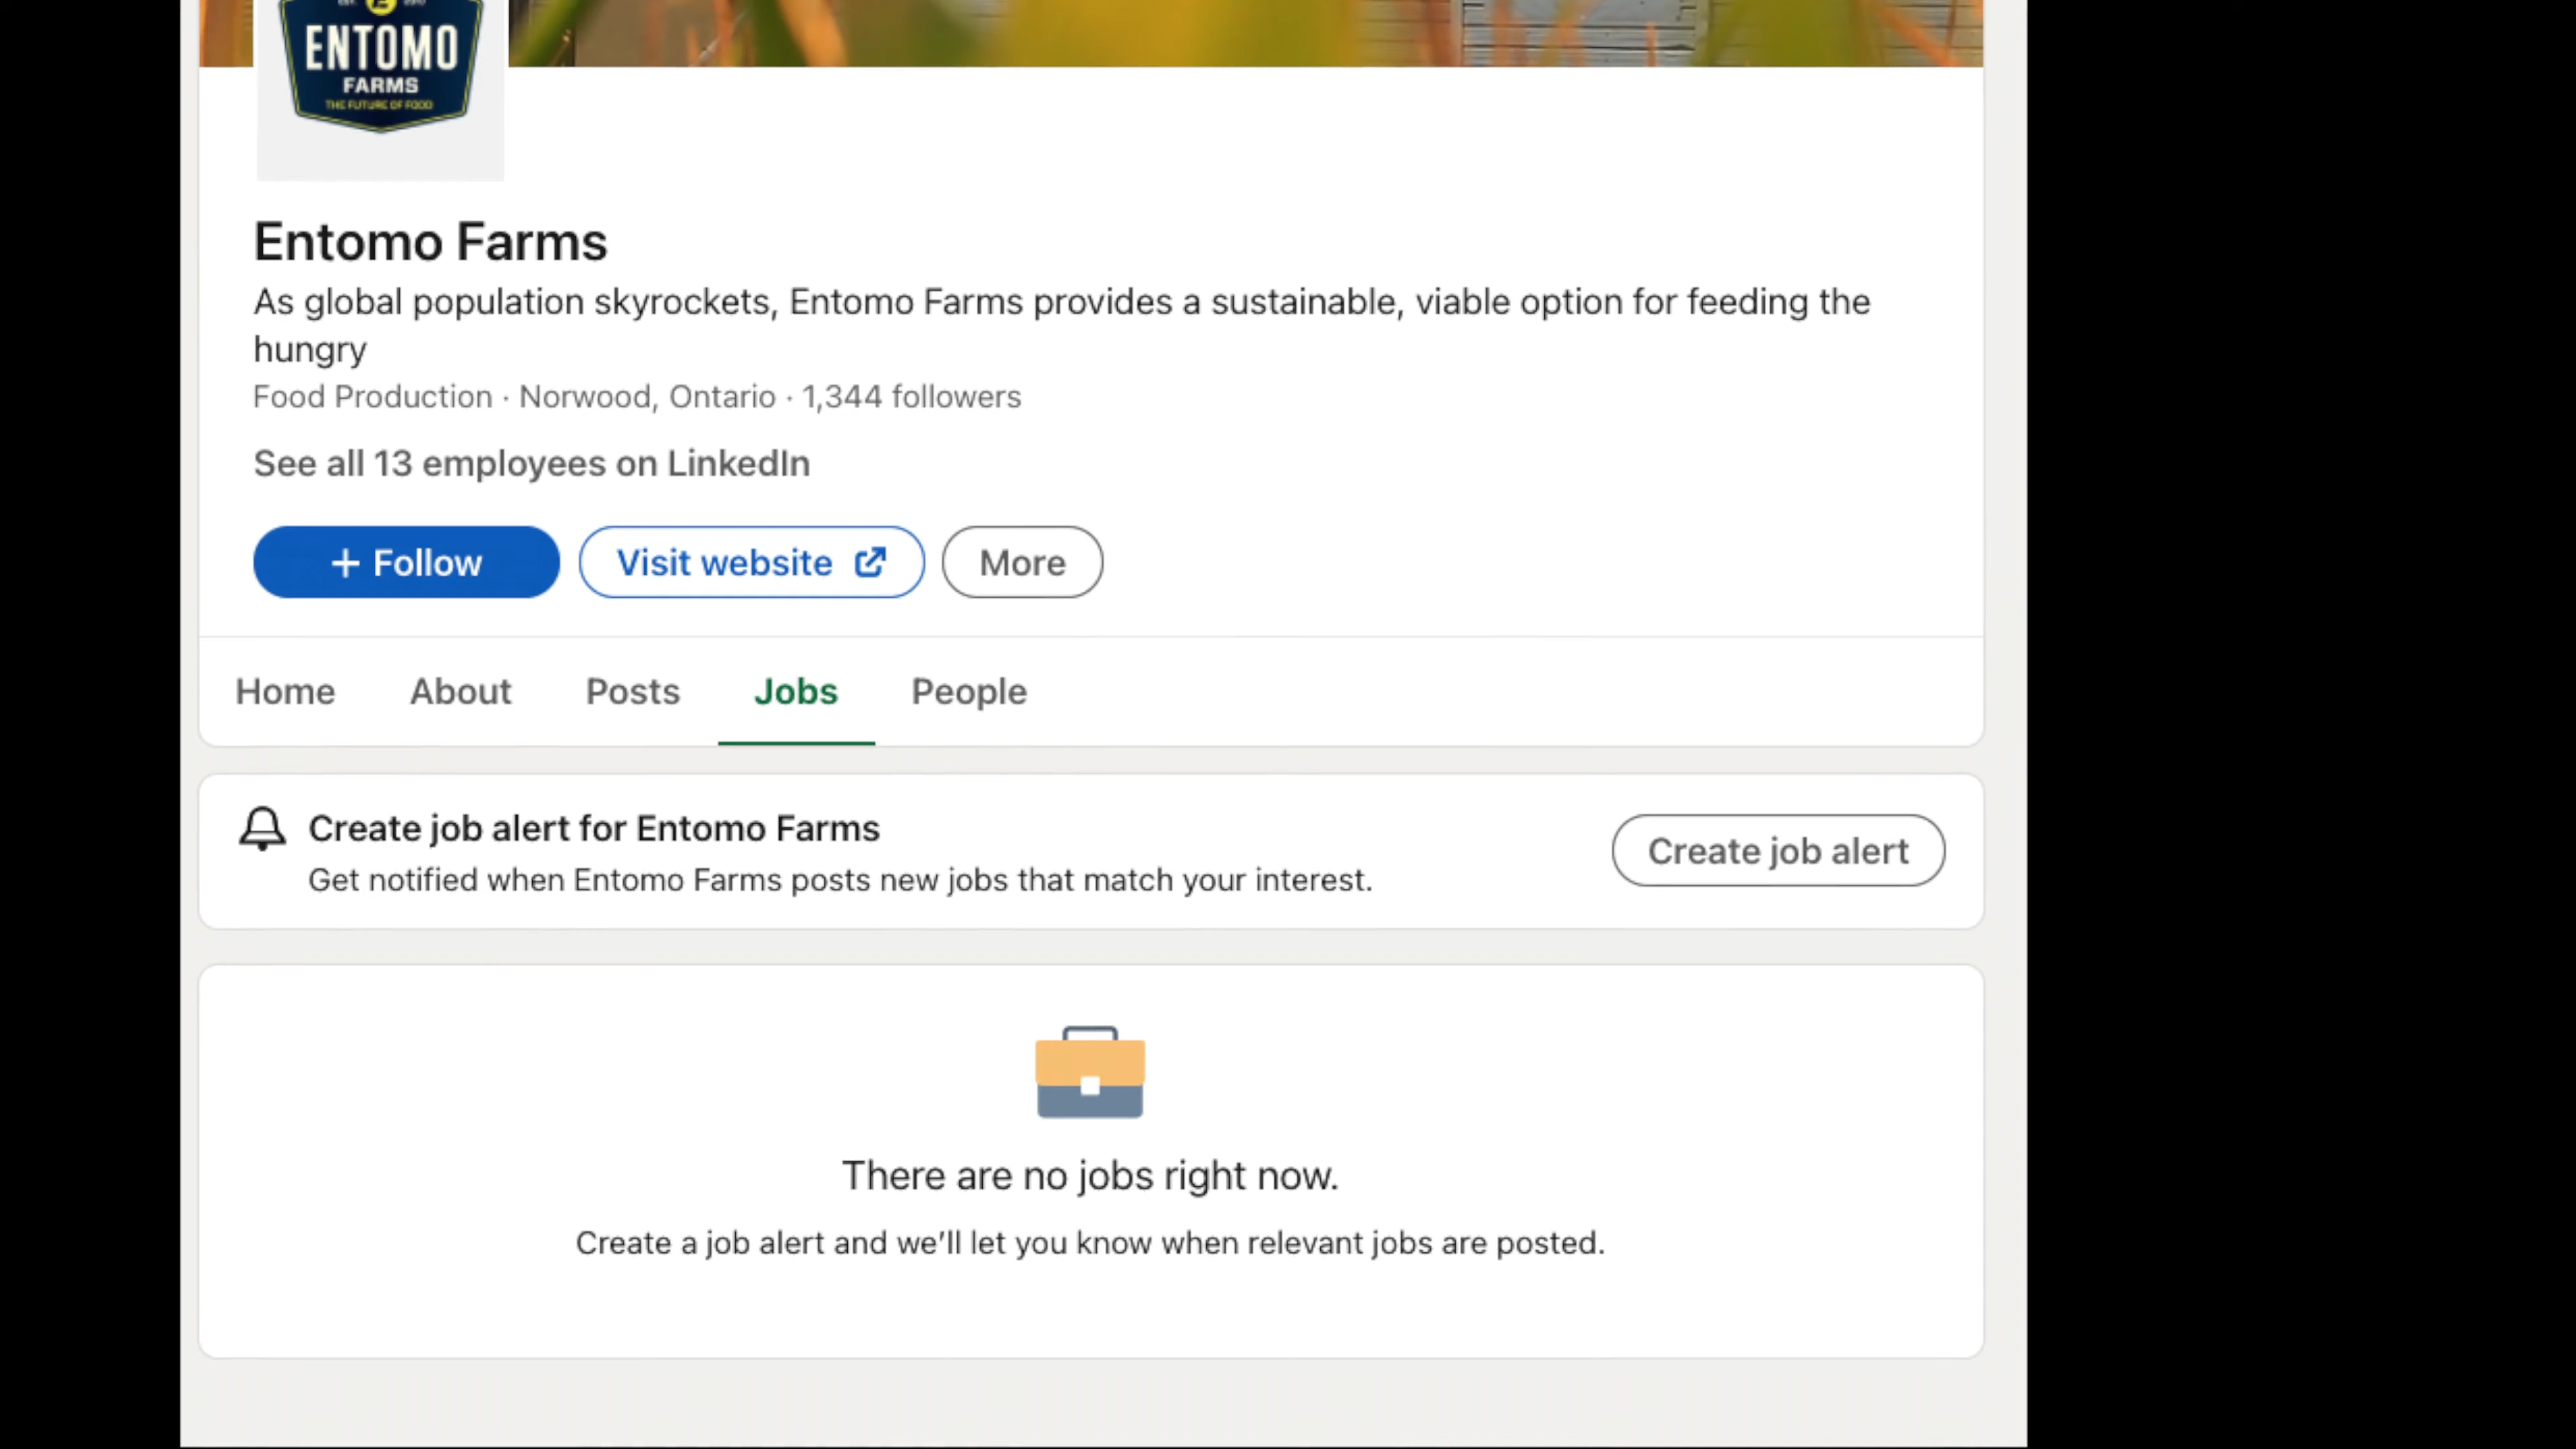 ENTOMO
FARMS
THE FUTURE OF FOOD
Entomo Farms
As global population skyrockets, Entomo Farms provides a sustainable, viable option for feeding the
hungry
Food Production · Norwood, Ontario · 1,344 followers
See all 13 employees on LinkedIn
+ Follow Visit website More
Home About Posts Jobs People
Create job alert for Entomo Farms
Get notified when Entomo Farms posts new jobs that match your interest.
Create job alert
There are no jobs right now.
Create a job alert and we’ll let you know when relevant jobs are posted.